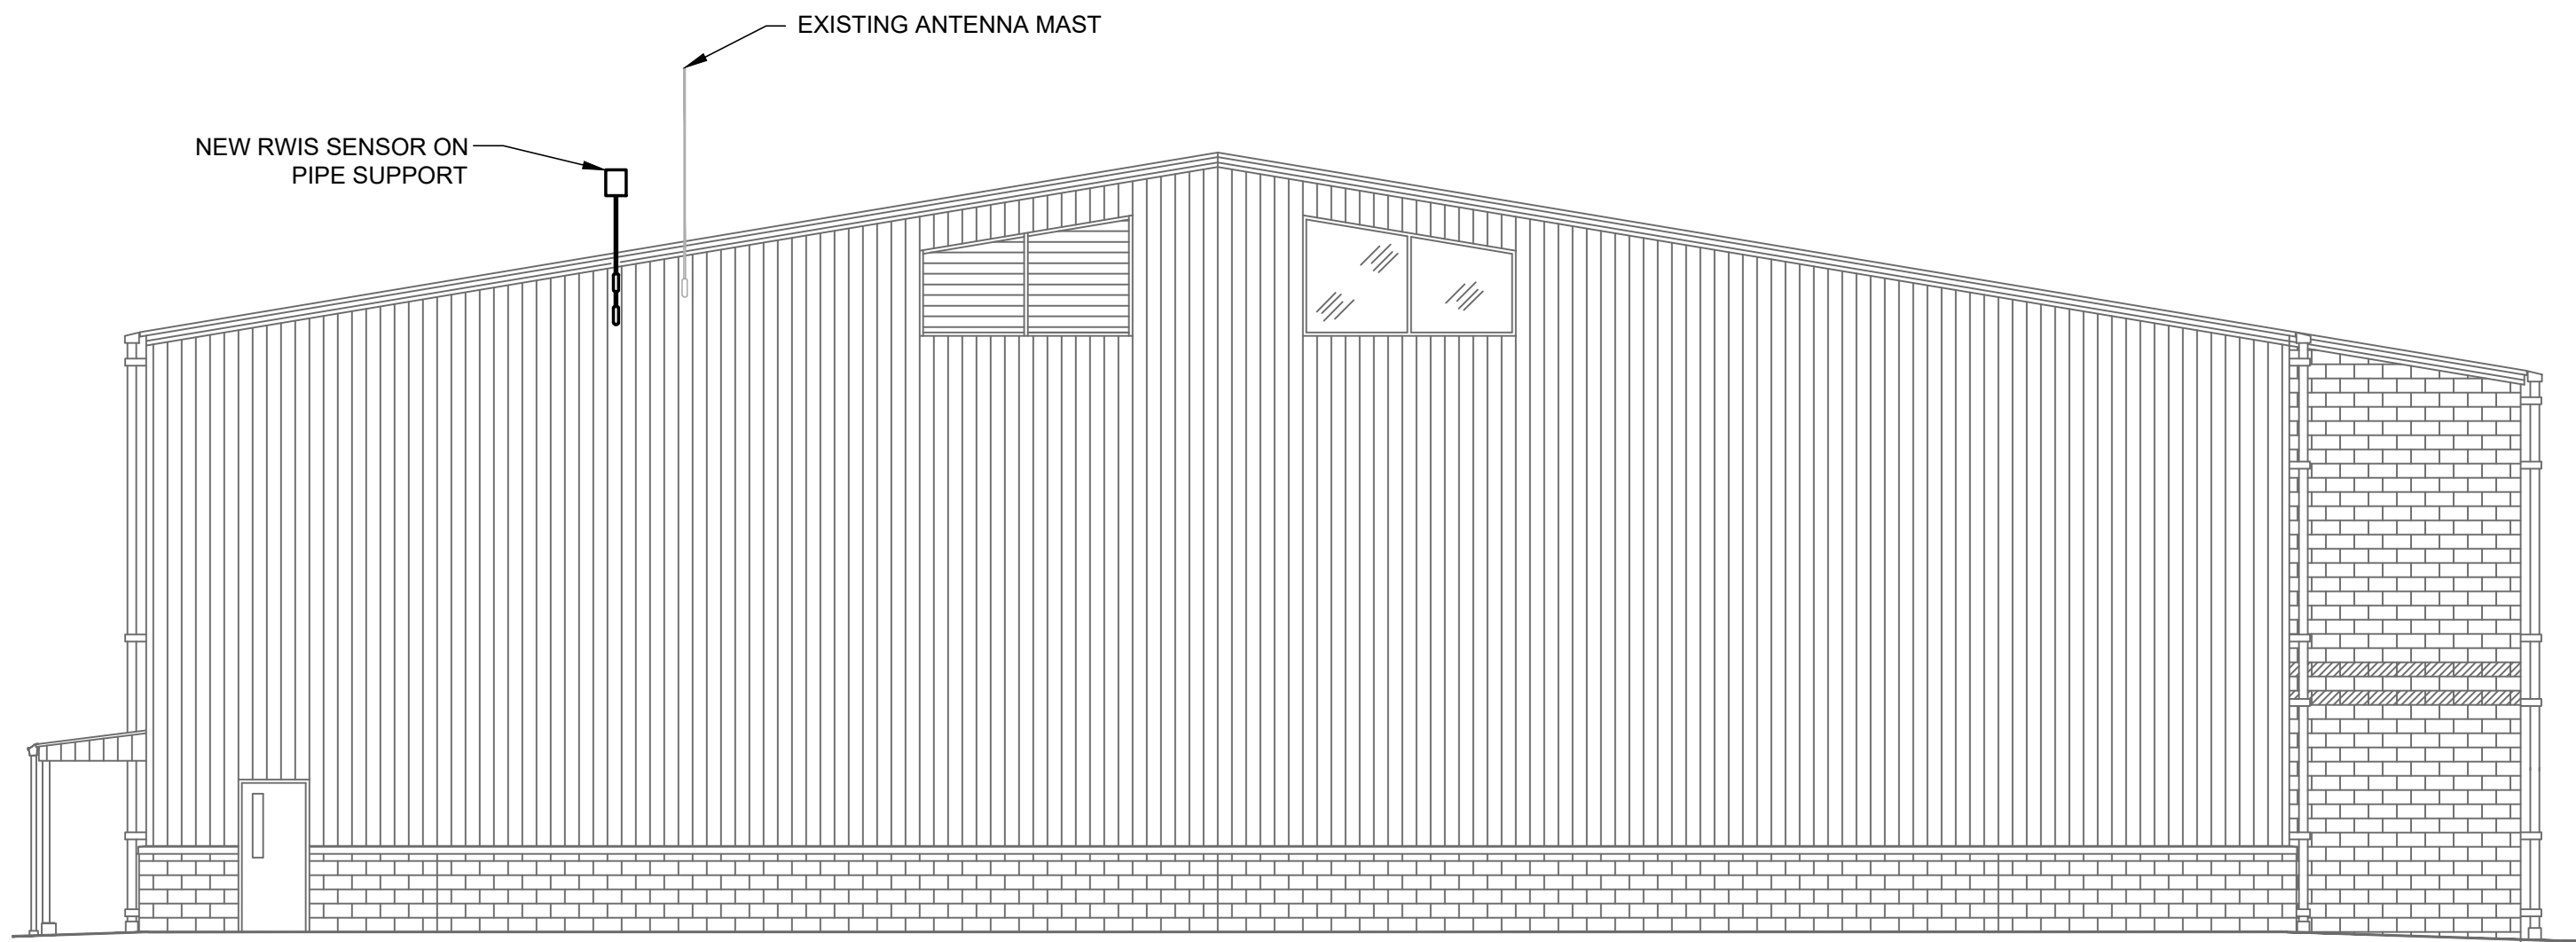 EXISTING ANTENNA MAST
NEW RWIS SENSOR ON
PIPE SUPPORT